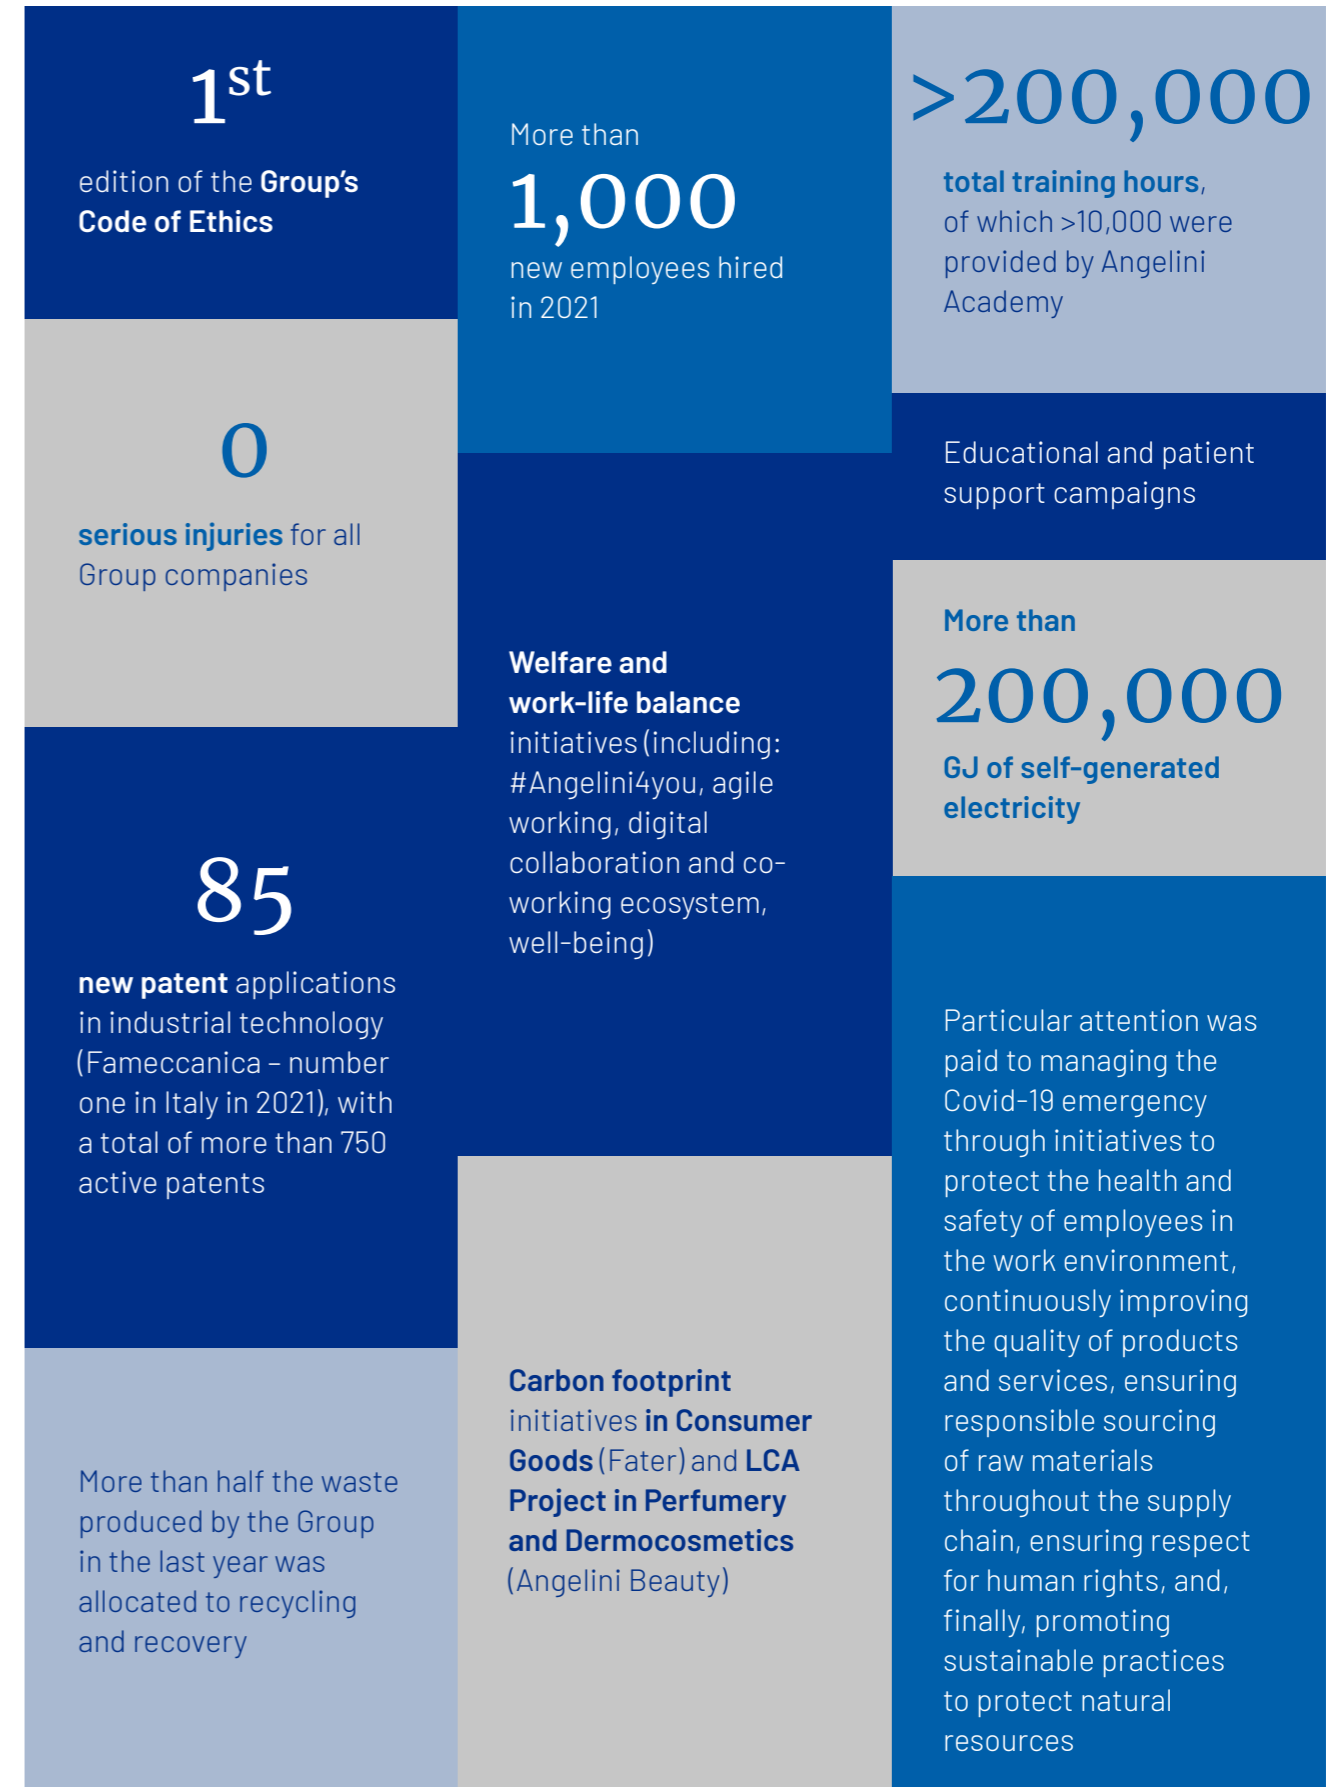 1st
edition of the Group's
Code of Ethics
0
serious injuries for all
Group companies
85
new patent applications
in industrial technology
(Fameccanica – number
one in Italy in 2021), with
a total of more than 750
active patents
More than half the waste
produced by the Group
in the last year was
allocated to recycling
and recovery
More than
1,000
new employees hired
in 2021
Welfare and
work-life balance
initiatives (including:
#Angelini4you, agile
working, digital
collaboration and co-
working ecosystem,
well-being)
Carbon footprint
initiatives in Consumer
Goods (Fater) and LCA
Project in Perfumery
and Dermocosmetics
(Angelini Beauty)
>200,000
total training hours,
of which >10,000 were
provided by Angelini
Academy
Educational and patient
support campaigns
More than
200,000
GJ of self-generated
electricity
Particular attention was
paid to managing the
Covid-19 emergency
through initiatives to
protect the health and
safety of employees in
the work environment,
continuously improving
the quality of products
and services, ensuring
responsible sourcing
of raw materials
throughout the supply
chain, ensuring respect
for human rights, and,
finally, promoting
sustainable practices
to protect natural
resources